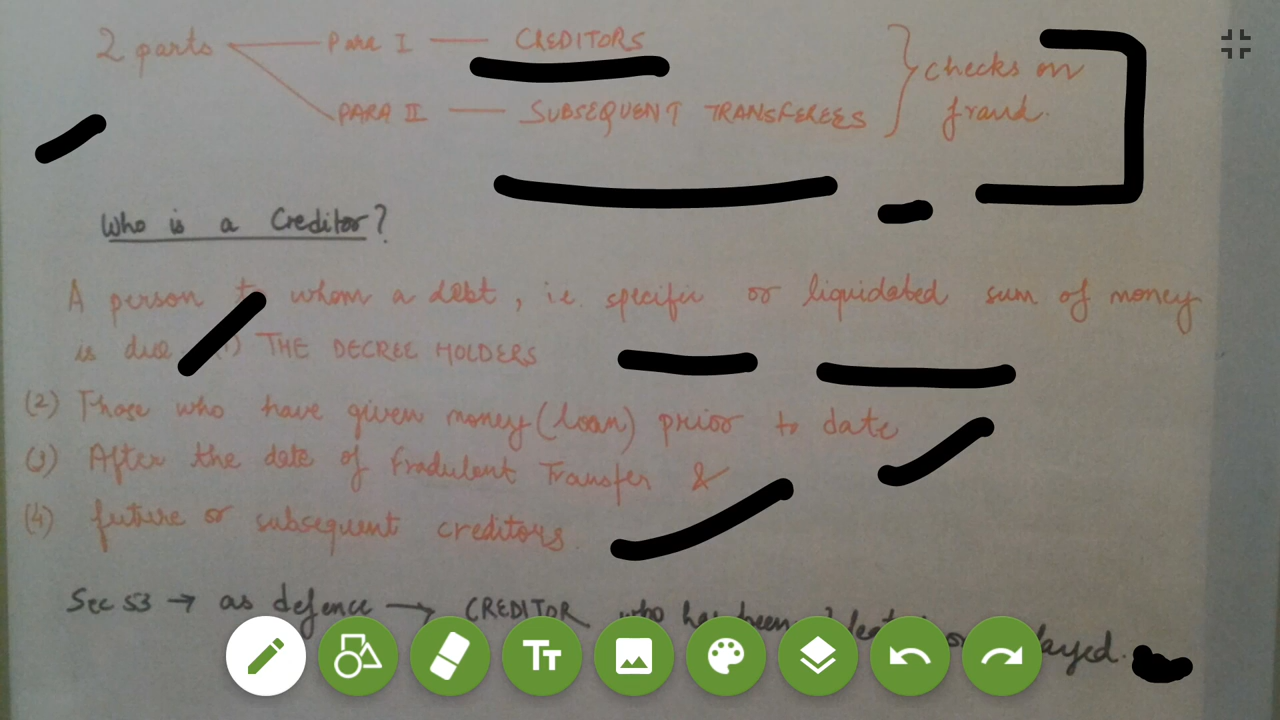 2 parts Para I — CREDITORS
PARA II — SUBSEQUENT TRANSFEREES
checks on
fraud.
Who is a Creditor?
A person to whom a debt, i.e. specific or liquidated sum of money
is due (1) THE DECREE HOLDERS
(2) Those who have given money (loan) prior to date
(3) After the date of fradulent Transfer &
(4) future or subsequent creditors.
Sec 53 → as defence → CREDITOR who has been or
Tt